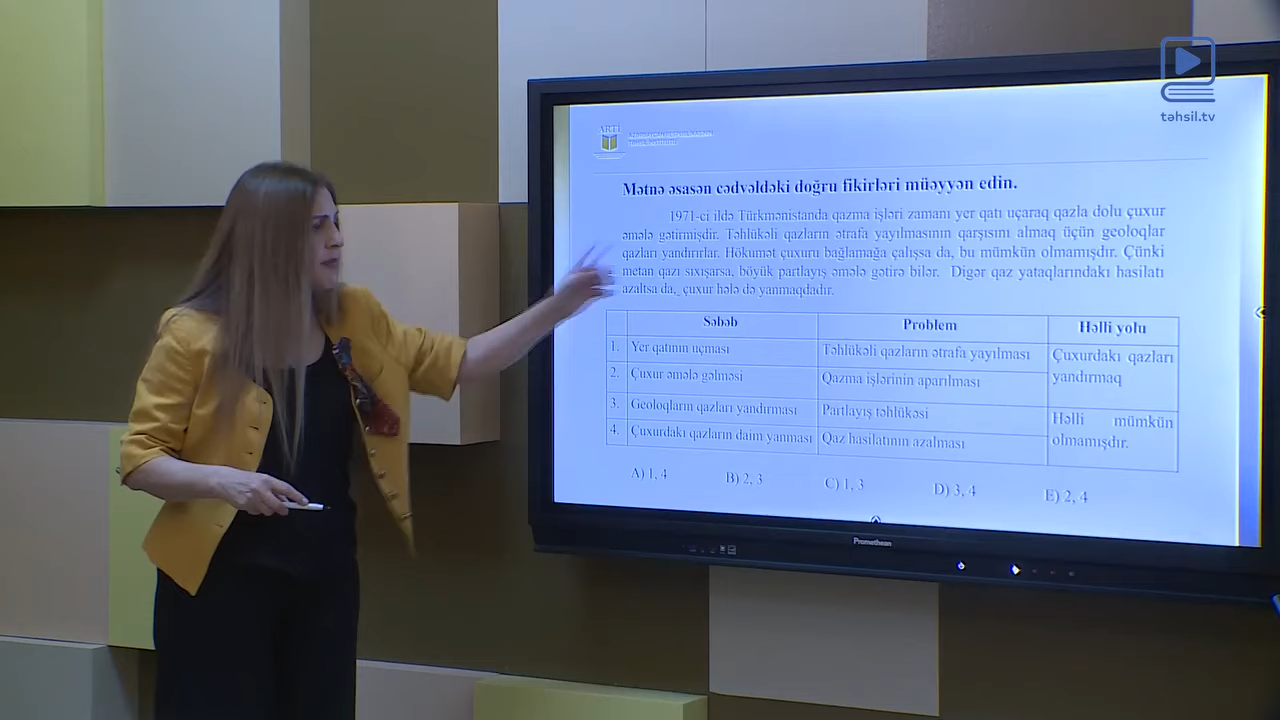 təhsil.tv
ARTİ
Mətnə əsasən cədvəldəki doğru fikirləri müəyyən edin.
1971-ci ildə Türkmənistanda qazma işləri zamanı yer qatı uçaraq qazla dolu çuxur
əmələ gətirmişdir. Təhlükəli qazların ətrafa yayılmasının qarşısını almaq üçün geoloqlar
qazları yandırırlar. Hökumət çuxuru bağlamağa çalışsa da, bu mümkün olmamışdır. Çünki
metan qazı sıxışarsa, böyük partlayış əmələ gətirə bilər. Digər qaz yataqlarındakı hasilatı
azaltsa da, çuxur hələ də yanmaqdadır.
Səbəb Problem Həlli yolu
1. Yer qatının uçması Təhlükəli qazların ətrafa yayılması Çuxurdakı qazları
yandırmaq
2. Çuxur əmələ gəlməsi Qazma işlərinin aparılması
3. Geoloqların qazları yandırması Partlayış təhlükəsi Həlli mümkün
olmamışdır.
4. Çuxurdakı qazların daim yanması Qaz hasilatının azalması
A) 1, 4 B) 2, 3 C) 1, 3 D) 3, 4 E) 2, 4
Promethean